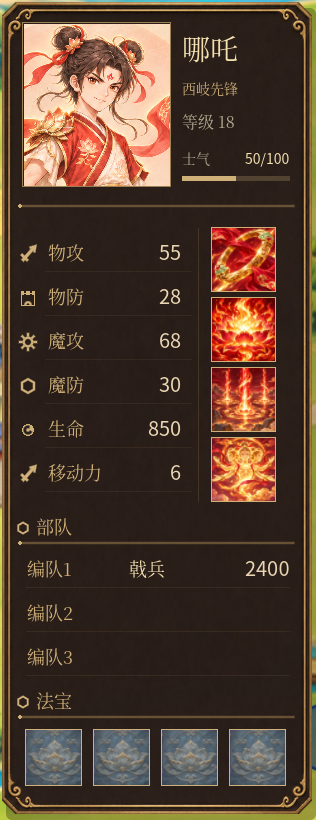 哪吒
西岐先锋
等级 18
士气 50/100
物攻 55
物防 28
魔攻 68
魔防 30
生命 850
移动力 6
部队
编队1 戟兵 2400
编队2
编队3
法宝